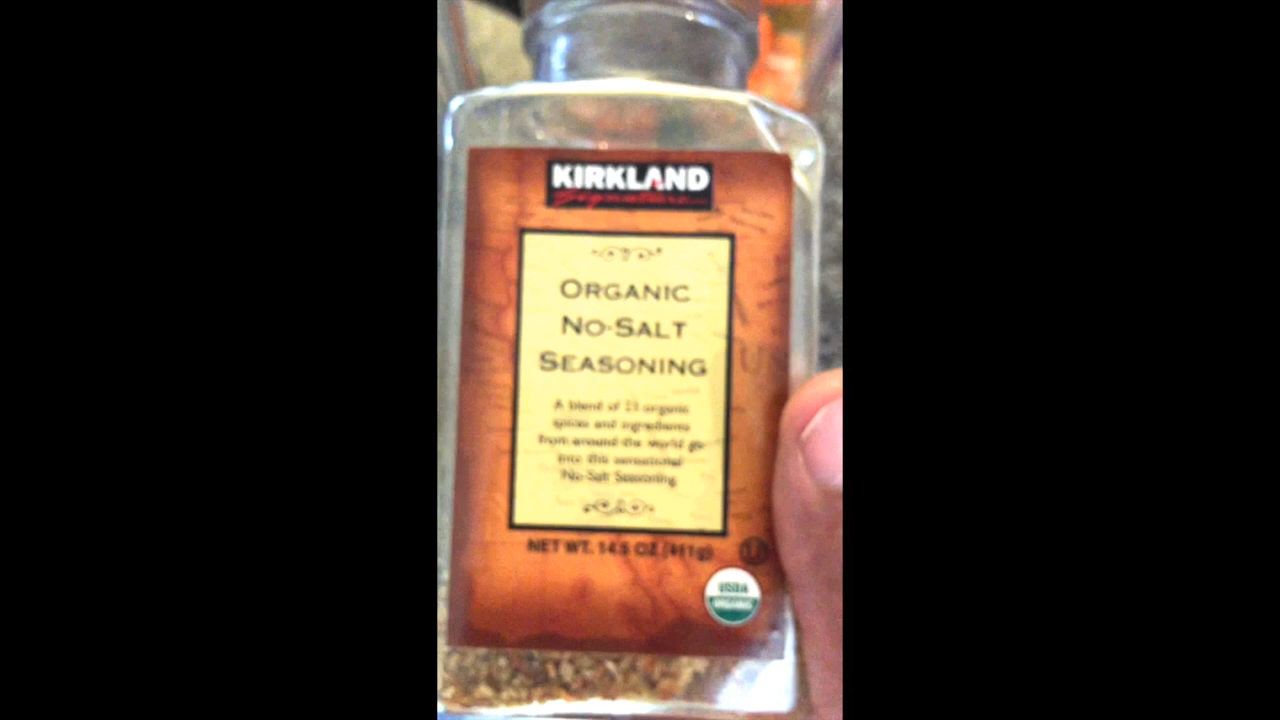 KIRKLAND
Signature
ORGANIC
NO-SALT
SEASONING
A blend of 21 organic
spices and ingredients
from around the world go
into this sensational
No-Salt Seasoning.
NET WT. 14.5 OZ (411g)
U
USDA
ORGANIC